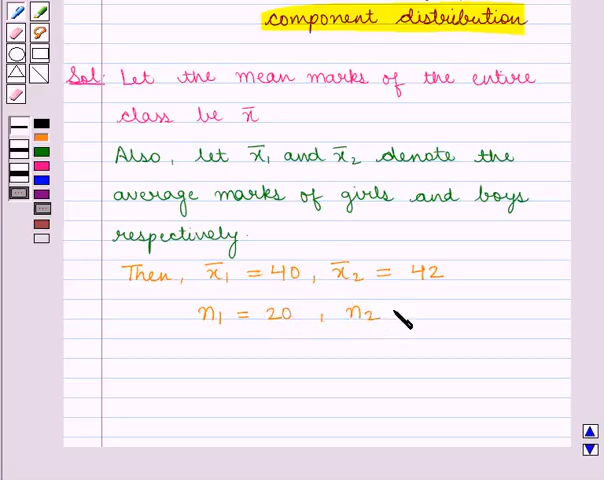 component distribution
Sol: Let the mean marks of the entire
class be x̄
Also, let x̄₁ and x̄₂ denote the
average marks of girls and boys
respectively.
Then, x̄₁ = 40, x̄₂ = 42
n₁ = 20 , n₂